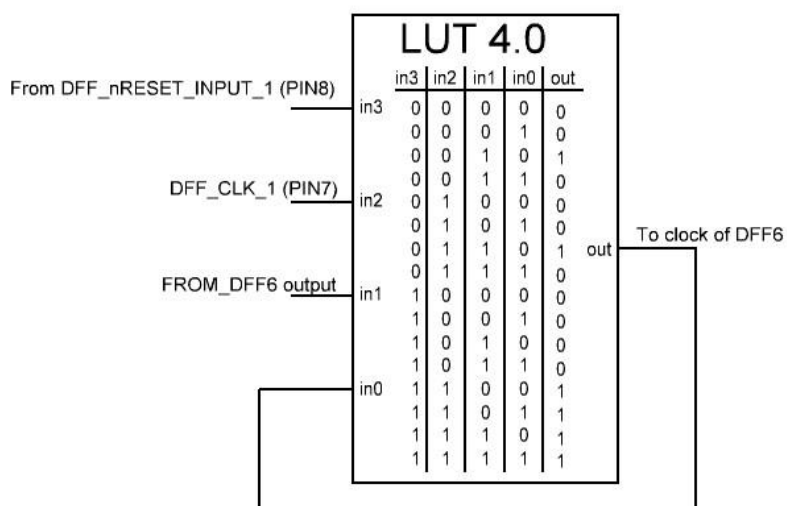 LUT 4.0
in3 in2 in1 in0 out
0 0 0 0 0
0 0 0 1 0
0 0 1 0 1
0 0 1 1 0
0 1 0 0 0
0 1 0 1 0
0 1 1 0 1
0 1 1 1 0
1 0 0 0 0
1 0 0 1 0
1 0 1 0 0
1 0 1 1 0
1 1 0 0 1
1 1 0 1 1
1 1 1 0 1
1 1 1 1 1
From DFF_nRESET_INPUT_1 (PIN8)
in3
DFF_CLK_1 (PIN7)
in2
FROM_DFF6 output
in1
in0
out
To clock of DFF6